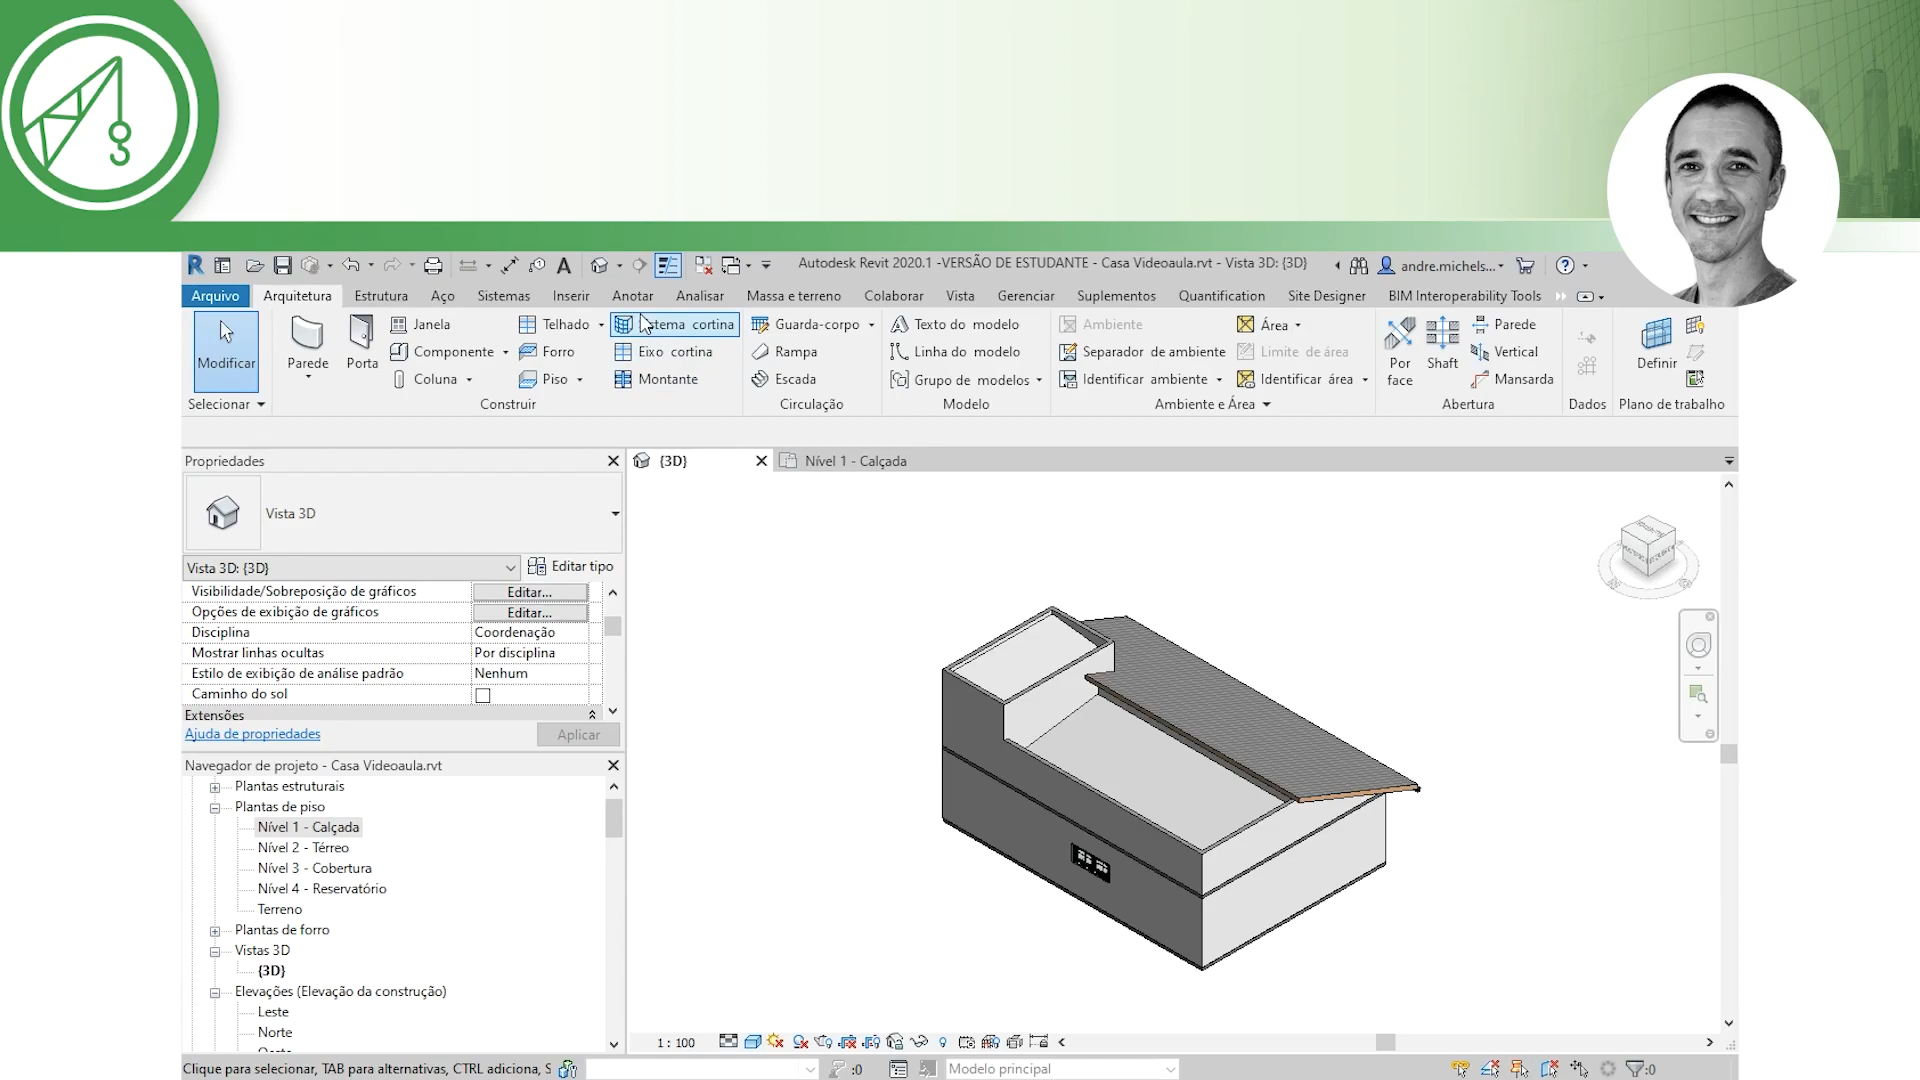 Autodesk Revit 2020.1 -VERSÃO DE ESTUDANTE - Casa Videoaula.rvt - Vista 3D: {3D}
andre.michels...
Arquivo Arquitetura Estrutura Aço Sistemas Inserir Anotar Analisar Massa e terreno Colaborar Vista Gerenciar Suplementos Quantification Site Designer BIM Interoperability Tools
Modificar
Parede
Porta
Janela
Componente
Coluna
Telhado
Forro
Piso
cortina
Eixo cortina
Montante
Guarda-corpo
Rampa
Escada
Texto do modelo
Linha do modelo
Grupo de modelos
Ambiente
Separador de ambiente
Identificar ambiente
Área
Limite de área
Identificar área
Por face
Shaft
Parede
Vertical
Mansarda
Definir
Selecionar Construir Circulação Modelo Ambiente e Área Abertura Dados Plano de trabalho
Propriedades
{3D}
Nível 1 - Calçada
Vista 3D
Vista 3D: {3D}
Editar tipo
Visibilidade/Sobreposição de gráficos Editar...
Opções de exibição de gráficos Editar...
Disciplina Coordenação
Mostrar linhas ocultas Por disciplina
Estilo de exibição de análise padrão Nenhum
Caminho do sol
Extensões
Ajuda de propriedades Aplicar
Navegador de projeto - Casa Videoaula.rvt
Plantas estruturais
Plantas de piso
Nível 1 - Calçada
Nível 2 - Térreo
Nível 3 - Cobertura
Nível 4 - Reservatório
Terreno
Plantas de forro
Vistas 3D
{3D}
Elevações (Elevação da construção)
Leste
Norte
1 : 100
Clique para selecionar, TAB para alternativas, CTRL adiciona, S
:0
Modelo principal
:0